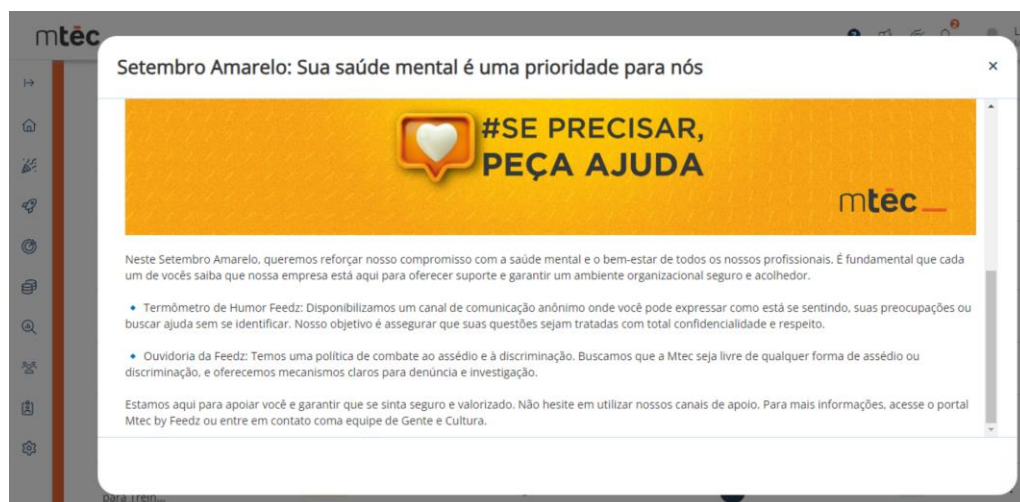 mtēc
2
Setembro Amarelo: Sua saúde mental é uma prioridade para nós
×
#SE PRECISAR,
PEÇA AJUDA
mtēc
Neste Setembro Amarelo, queremos reforçar nosso compromisso com a saúde mental e o bem-estar de todos os nossos profissionais. É fundamental que cada
um de vocês saiba que nossa empresa está aqui para oferecer suporte e garantir um ambiente organizacional seguro e acolhedor.
🔹 Termômetro de Humor Feedz: Disponibilizamos um canal de comunicação anônimo onde você pode expressar como está se sentindo, suas preocupações ou
buscar ajuda sem se identificar. Nosso objetivo é assegurar que suas questões sejam tratadas com total confidencialidade e respeito.
🔹 Ouvidoria da Feedz: Temos uma política de combate ao assédio e à discriminação. Buscamos que a Mtec seja livre de qualquer forma de assédio ou
discriminação, e oferecemos mecanismos claros para denúncia e investigação.
Estamos aqui para apoiar você e garantir que se sinta seguro e valorizado. Não hesite em utilizar nossos canais de apoio. Para mais informações, acesse o portal
Mtec by Feedz ou entre em contato coma equipe de Gente e Cultura.
para Trein...